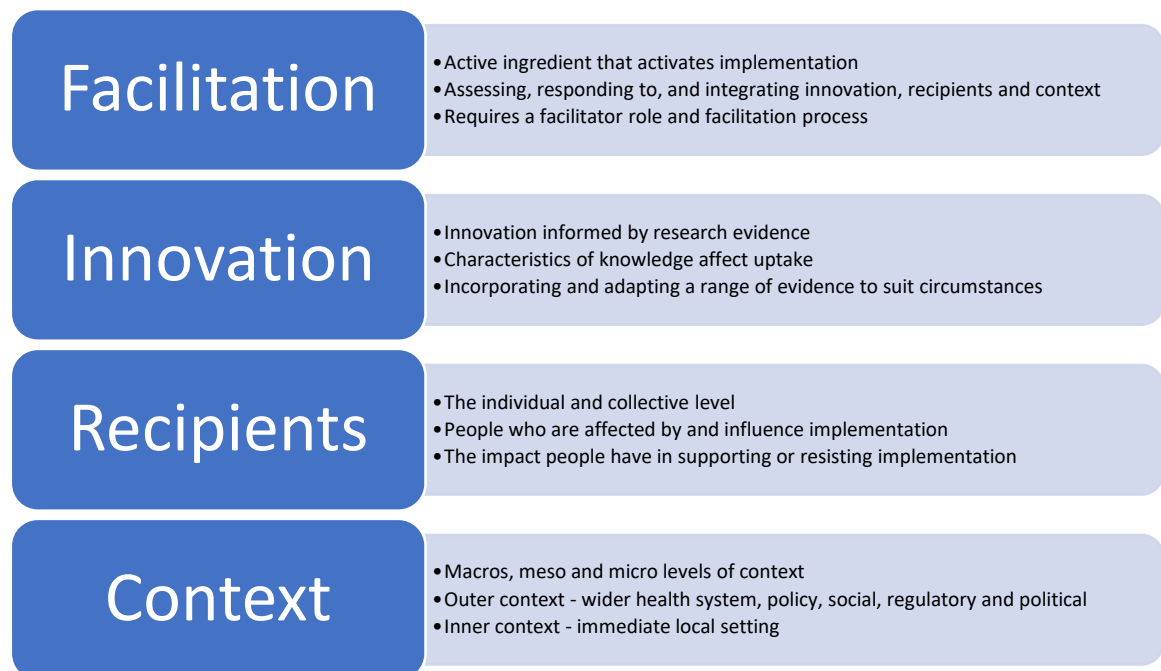 Facilitation
•Active ingredient that activates implementation
•Assessing, responding to, and integrating innovation, recipients and context
•Requires a facilitator role and facilitation process
Innovation
•Innovation informed by research evidence
•Characteristics of knowledge affect uptake
•Incorporating and adapting a range of evidence to suit circumstances
Recipients
•The individual and collective level
•People who are affected by and influence implementation
•The impact people have in supporting or resisting implementation
Context
•Macros, meso and micro levels of context
•Outer context - wider health system, policy, social, regulatory and political
•Inner context - immediate local setting